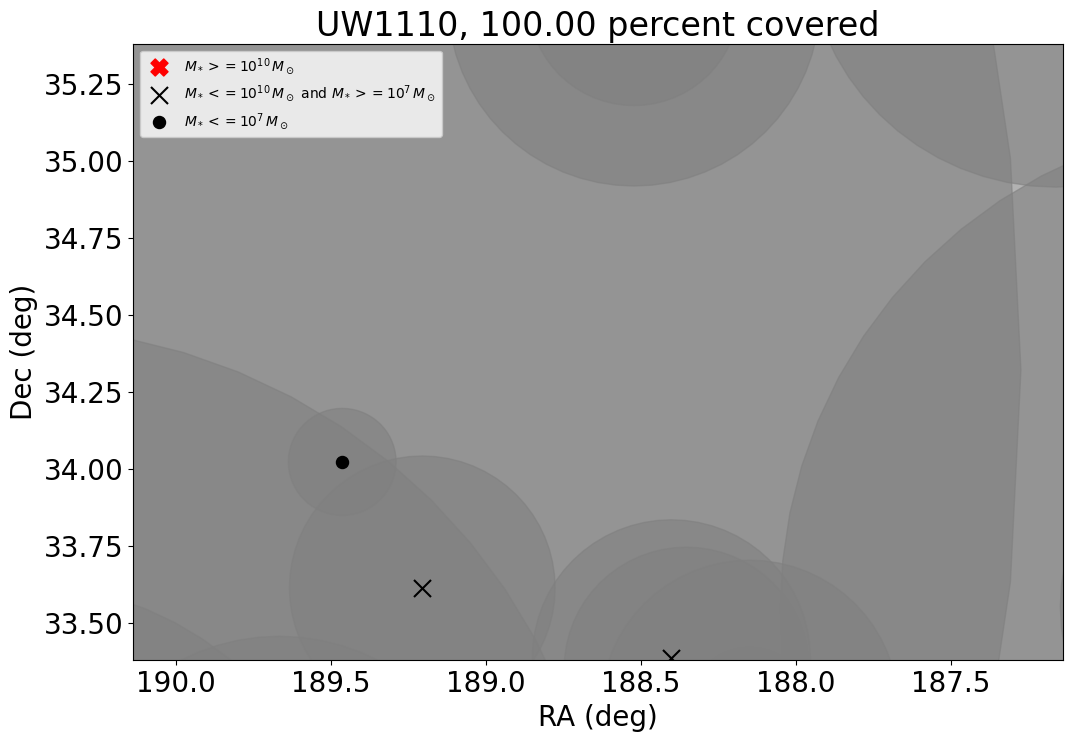 UW1110, 100.00 percent covered
M* >= 10^10 M⊙
M* <= 10^10 M⊙ and M* >= 10^7 M⊙
M* <= 10^7 M⊙
35.25
35.00
34.75
34.50
34.25
34.00
33.75
33.50
Dec (deg)
190.0 189.5 189.0 188.5 188.0 187.5
RA (deg)